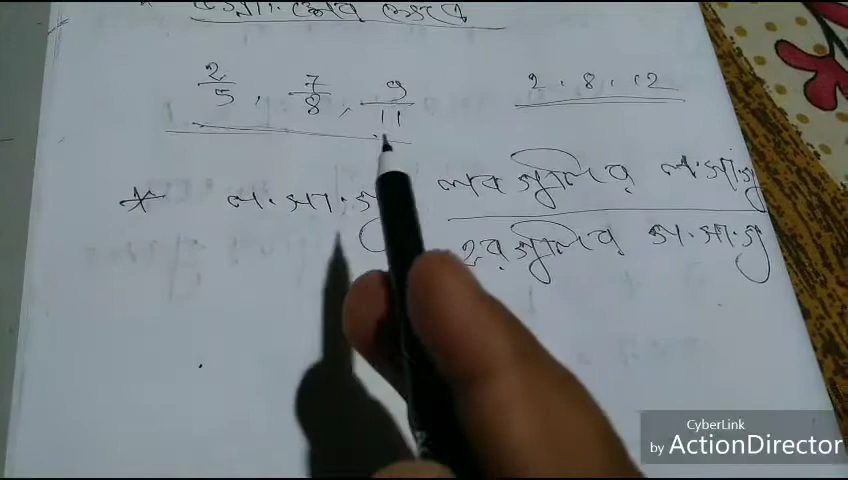 2/5 , 7/8 , 9/11
2 . 8 . 12
* ল.সা.গু
লব গুলির ল.সা.গু
হর গুলির গ.সা.গু
CyberLink
by ActionDirector